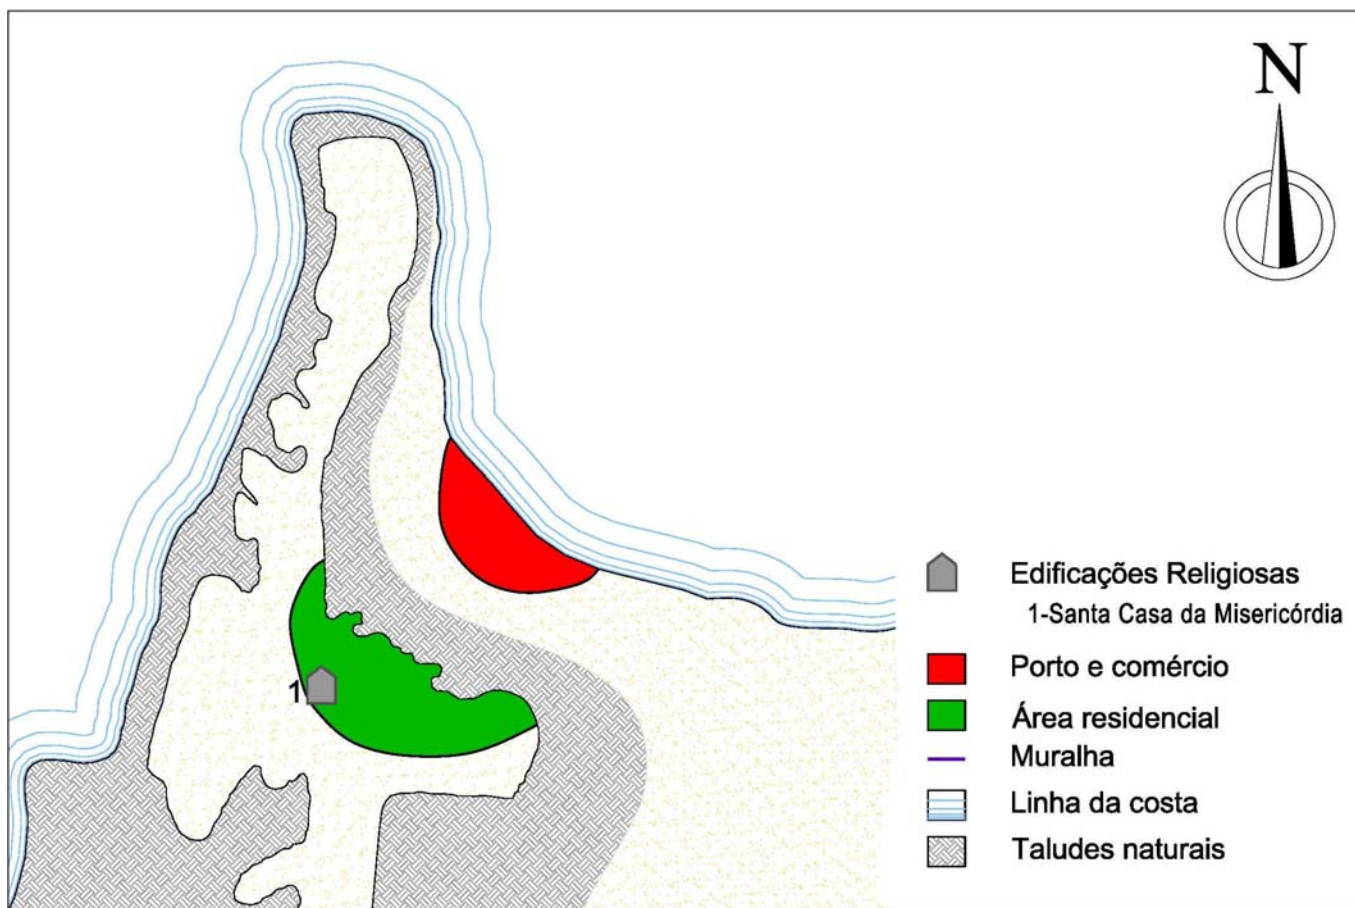 N
Edificações Religiosas
1-Santa Casa da Misericórdia
Porto e comércio
1
Área residencial
Muralha
Linha da costa
Taludes naturais